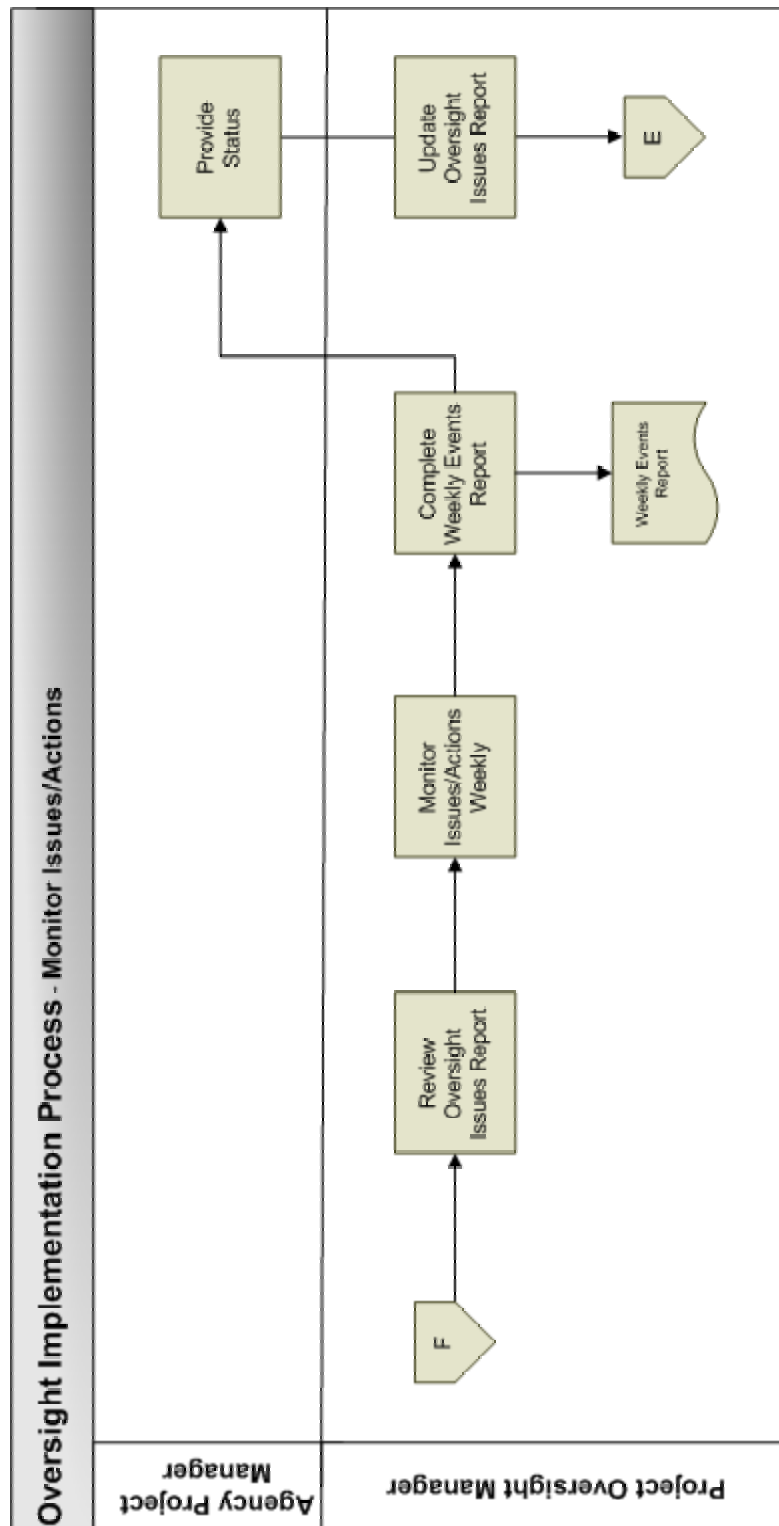 Oversight Implementation Process - Monitor Issues/Actions
Agency Project
Manager
Provide
Status
Project Oversight Manager
F
Review
Oversight
Issues Report
Monitor
Issues/Actions
Weekly
Complete
Weekly Events
Report
Update
Oversight
Issues Report
Weekly Events
Report
E